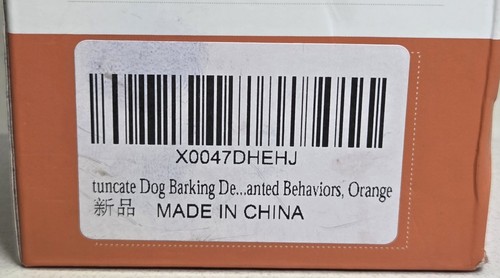 X0047DHEHJ
tuncate Dog Barking De...anted Behaviors, Orange
新品 MADE IN CHINA